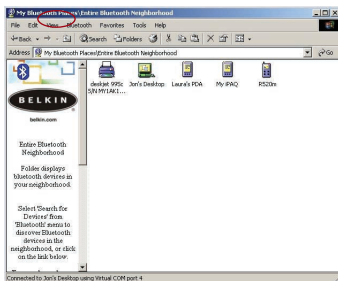 My Bluetooth Places\Entire Bluetooth Neighborhood
File Edit View Bluetooth Favorites Tools Help
Back Search Folders
Address My Bluetooth Places\Entire Bluetooth Neighborhood Go
deskjet 995c S/N MY1AK1...
Jon's Desktop
Laura's PDA
My iPAQ
R520m
BELKIN
belkin.com
Entire Bluetooth
Neighborhood
Folder displays
bluetooth devices in
your neighborhood
Select 'Search for
Devices' from
'Bluetooth' menu to
discover Bluetooth
devices in the
neighborhood, or click
on the link below.
Connected to Jon's Desktop using Virtual COM port 4